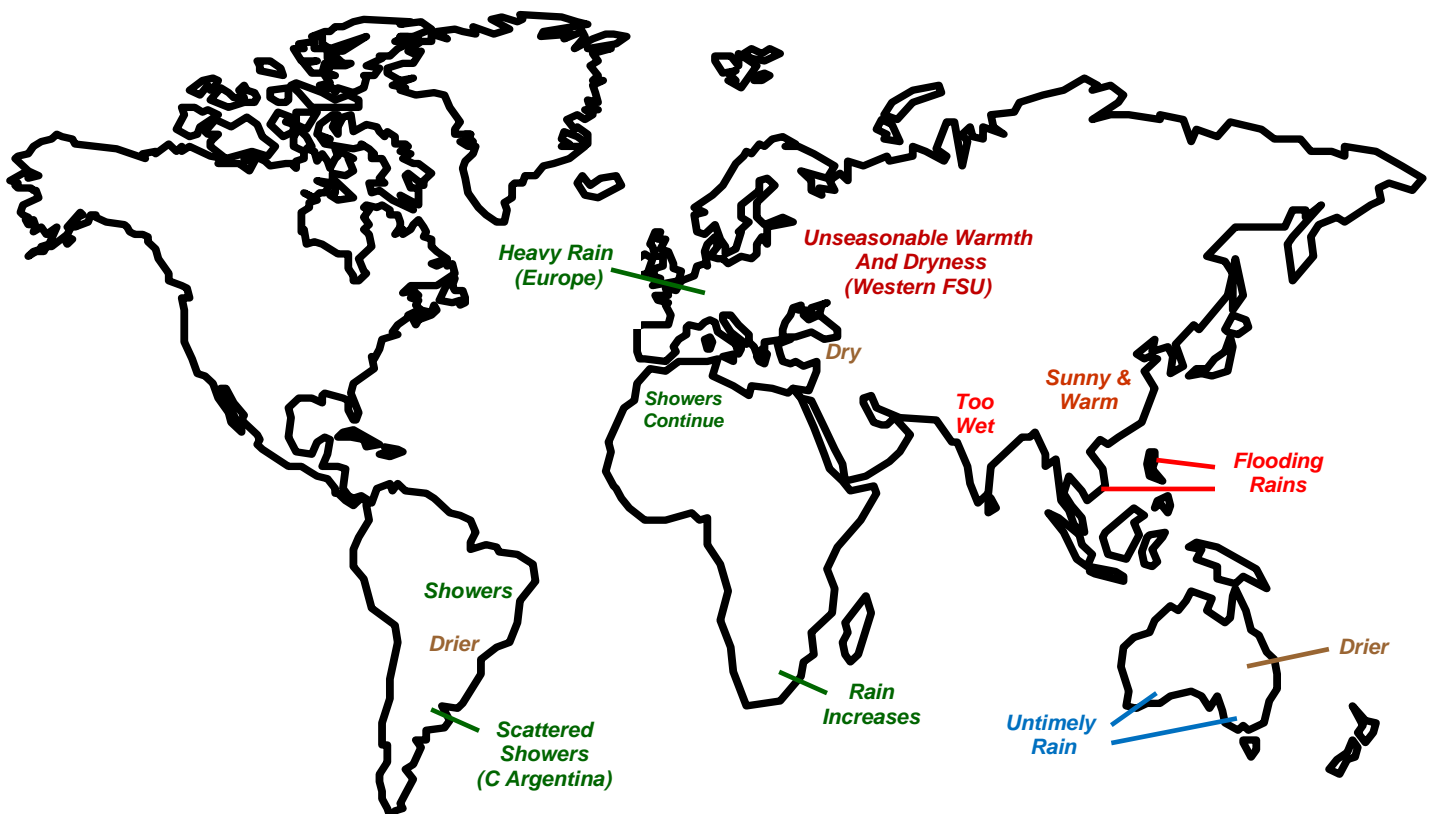 Heavy Rain
(Europe)
Unseasonable Warmth
And Dryness
(Western FSU)
Dry
Showers
Continue
Too
Wet
Sunny &
Warm
Flooding
Rains
Showers
Drier
Scattered
Showers
(C Argentina)
Rain
Increases
Untimely
Rain
Drier